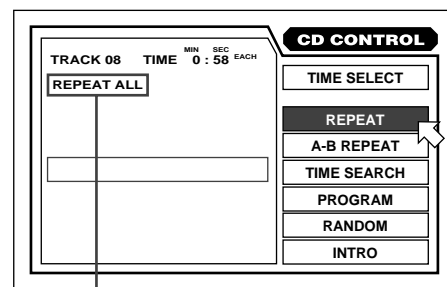 CD CONTROL
MIN SEC
TRACK 08 TIME 0 : 58 EACH
REPEAT ALL
TIME SELECT
REPEAT
A-B REPEAT
TIME SEARCH
PROGRAM
RANDOM
INTRO